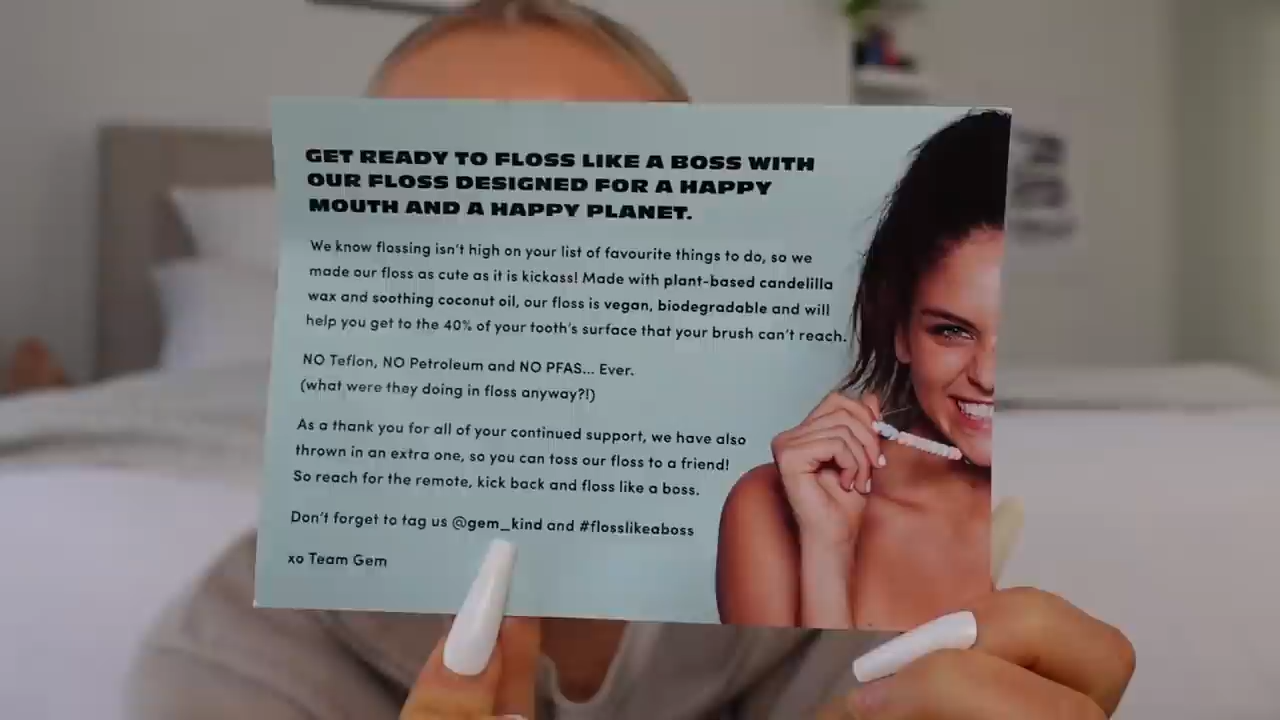 GET READY TO FLOSS LIKE A BOSS WITH
OUR FLOSS DESIGNED FOR A HAPPY
MOUTH AND A HAPPY PLANET.
We know flossing isn't high on your list of favourite things to do, so we
made our floss as cute as it is kickass! Made with plant-based candelilla
wax and soothing coconut oil, our floss is vegan, biodegradable and will
help you get to the 40% of your tooth's surface that your brush can't reach.
NO Teflon, NO Petroleum and NO PFAS... Ever.
(what were they doing in floss anyway?!)
As a thank you for all of your continued support, we have also
thrown in an extra one, so you can toss our floss to a friend!
So reach for the remote, kick back and floss like a boss.
Don't forget to tag us @gem_kind and #flosslikeaboss
xo Team Gem